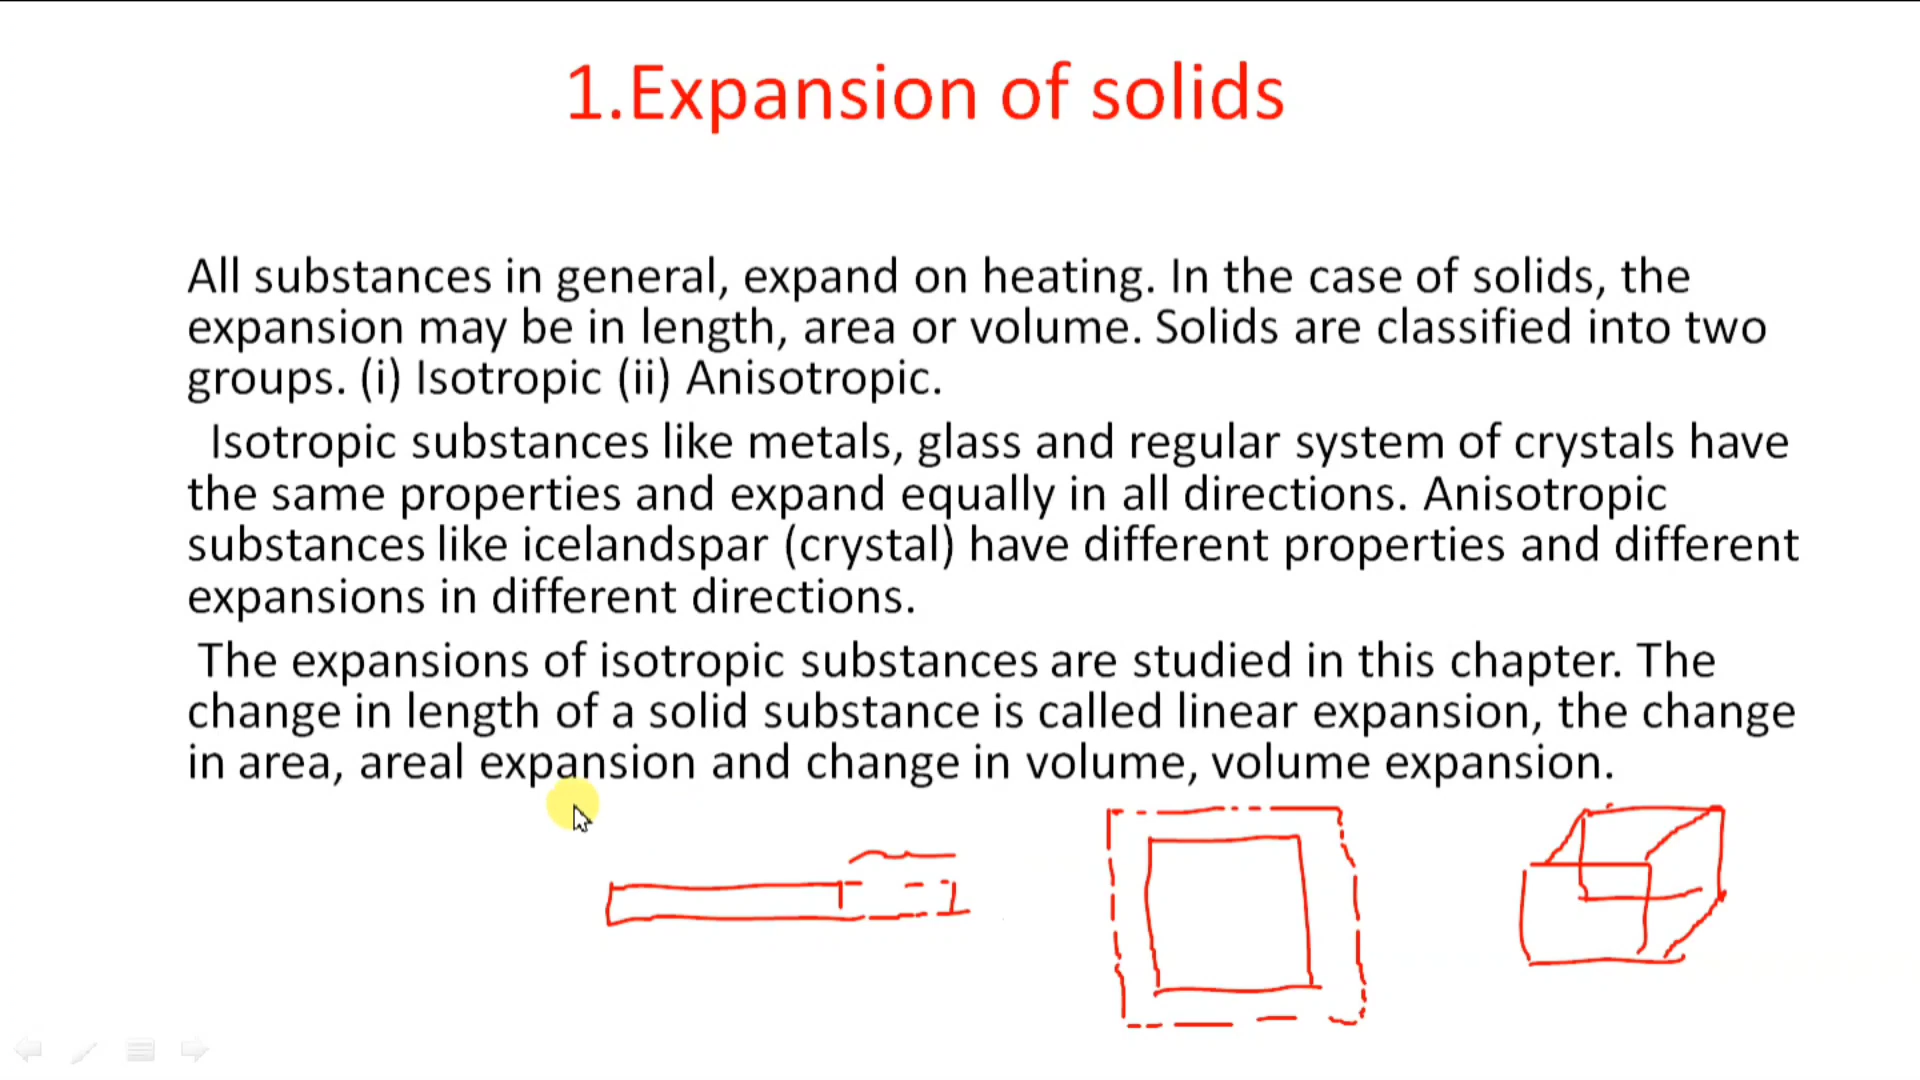 1.Expansion of solids
All substances in general, expand on heating. In the case of solids, the
expansion may be in length, area or volume. Solids are classified into two
groups. (i) Isotropic (ii) Anisotropic.
Isotropic substances like metals, glass and regular system of crystals have
the same properties and expand equally in all directions. Anisotropic
substances like icelandspar (crystal) have different properties and different
expansions in different directions.
The expansions of isotropic substances are studied in this chapter. The
change in length of a solid substance is called linear expansion, the change
in area, areal expansion and change in volume, volume expansion.